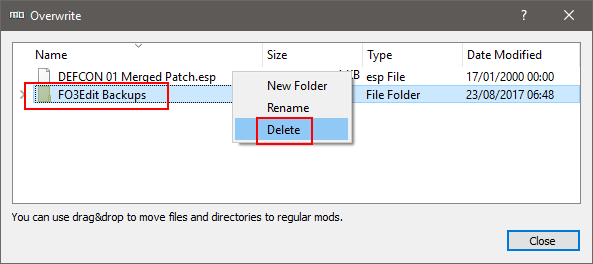 Overwrite
Name Size Type Date Modified
DEFCON 01 Merged Patch.esp KB esp File 17/01/2000 00:00
FO3Edit Backups File Folder 23/08/2017 06:48
New Folder
Rename
Delete
You can use drag&drop to move files and directories to regular mods.
Close